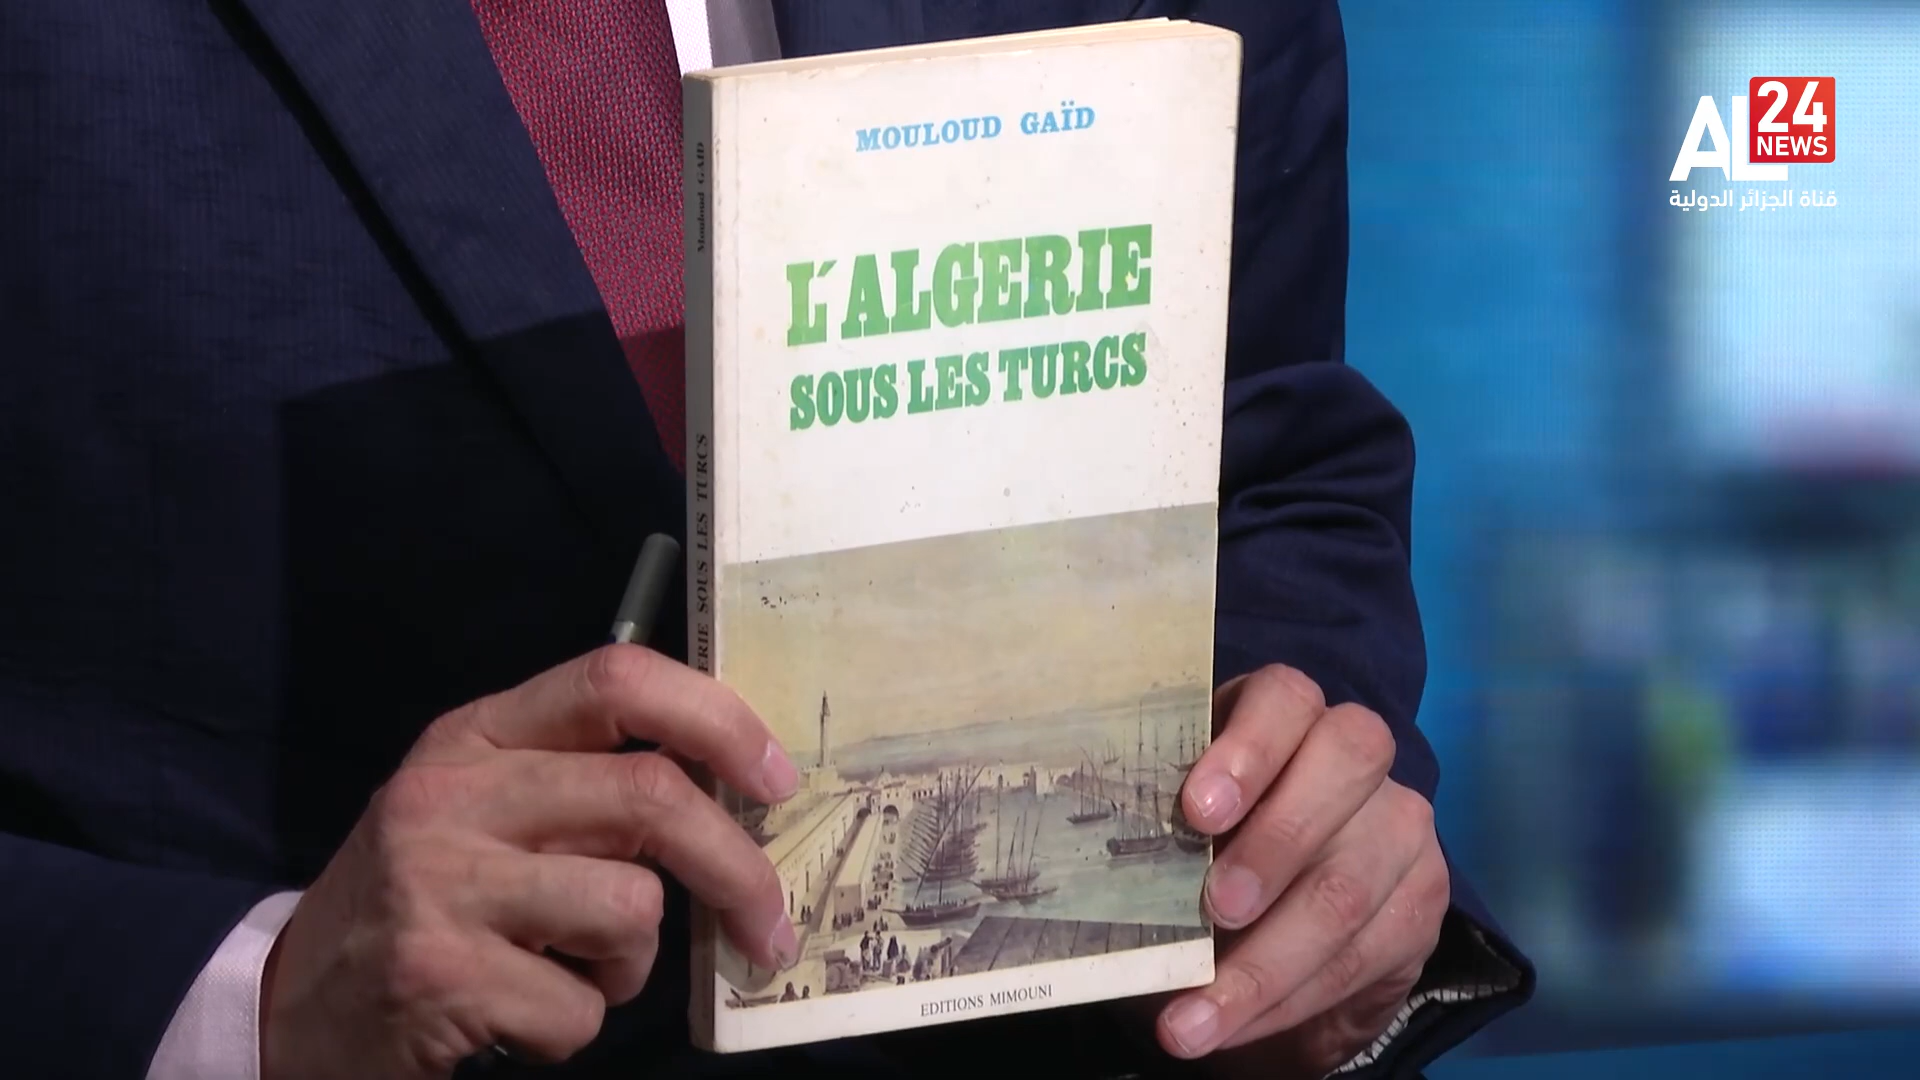 MOULOUD GAÏD
L'ALGERIE
SOUS LES TURCS
EDITIONS MIMOUNI
Mouloud GAID
ERIE SOUS LES TURCS
AL
24
NEWS
قناة الجزائر الدولية